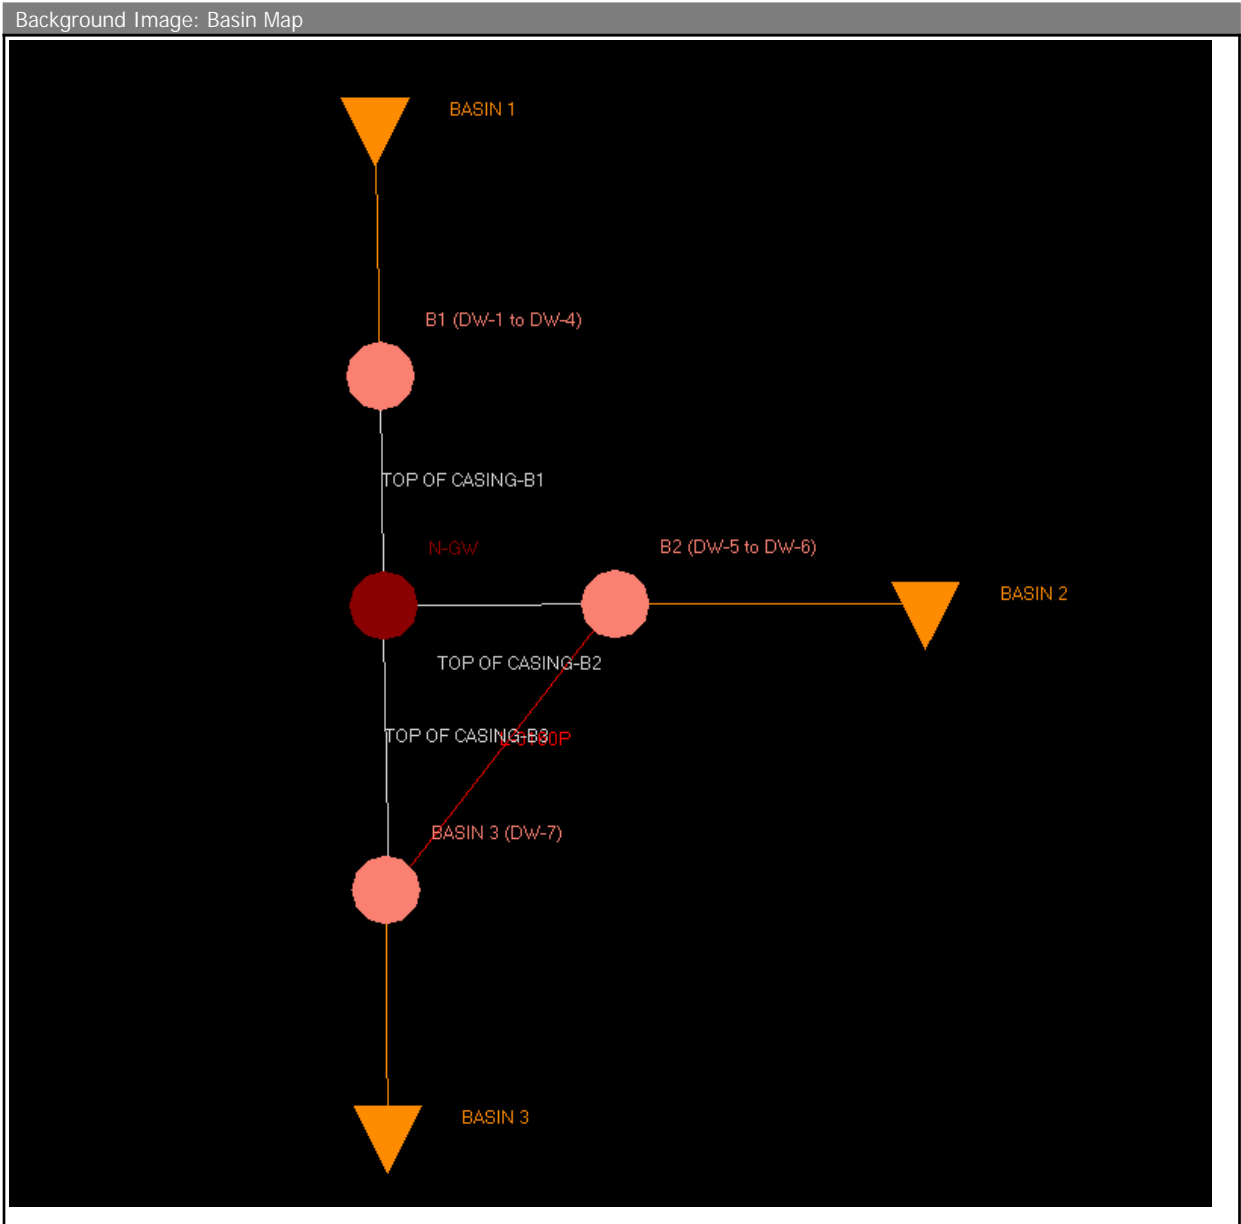 Background Image: Basin Map
BASIN 1
B1 (DW-1 to DW-4)
TOP OF CASING-B1
N-GW
B2 (DW-5 to DW-6)
BASIN 2
TOP OF CASING-B2
TOP OF CASING-B3
BASIN 3 (DW-7)
BASIN 3